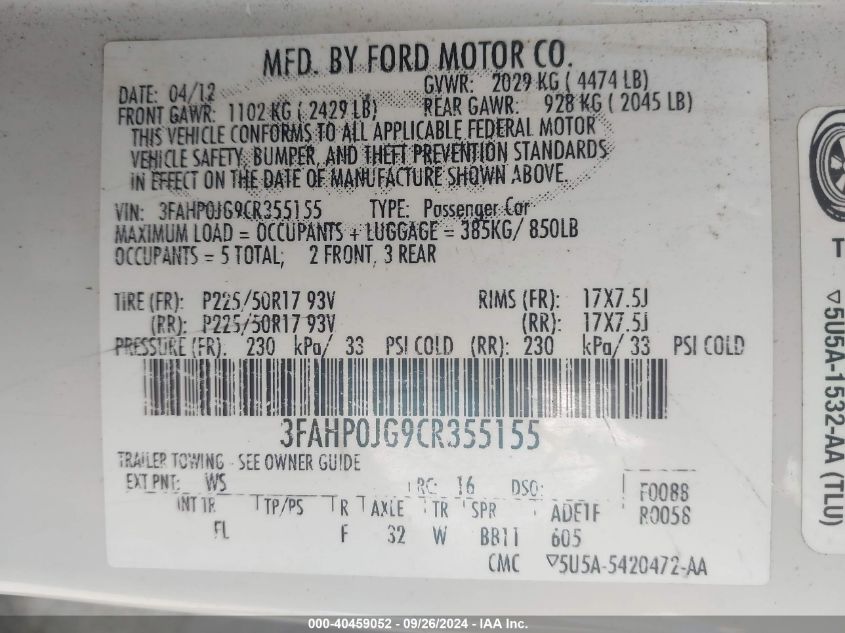 MFD. BY FORD MOTOR CO.
DATE: 04/12 GVWR: 2029 KG ( 4474 LB)
FRONT GAWR: 1102 KG ( 2429 LB) REAR GAWR: 928 KG ( 2045 LB)
THIS VEHICLE CONFORMS TO ALL APPLICABLE FEDERAL MOTOR
VEHICLE SAFETY, BUMPER, AND THEFT PREVENTION STANDARDS
IN EFFECT ON THE DATE OF MANUFACTURE SHOWN ABOVE.
VIN: 3FAHP0JG9CR355155 TYPE: Passenger Car
MAXIMUM LOAD = OCCUPANTS + LUGGAGE = 385KG/ 850LB
OCCUPANTS = 5 TOTAL; 2 FRONT, 3 REAR
TIRE (FR): P225/50R17 93V RIMS (FR): 17X7.5J
(RR): P225/50R17 93V (RR): 17X7.5J
PRESSURE (FR): 230 kPa/ 33 PSI COLD (RR): 230 kPa/ 33 PSI COLD
3FAHP0JG9CR355155
TRAILER TOWING - SEE OWNER GUIDE
EXT PNT: WS RC: 16 DSO: F0088
INT TR TP/PS R AXLE TR SPR ADE1F R0058
FL F 32 W BB11 605
CMC ▽5U5A-5420472-AA
T
▽5U5A-1532-AA (TLU)
000-40459052 - 09/26/2024 - IAA Inc.